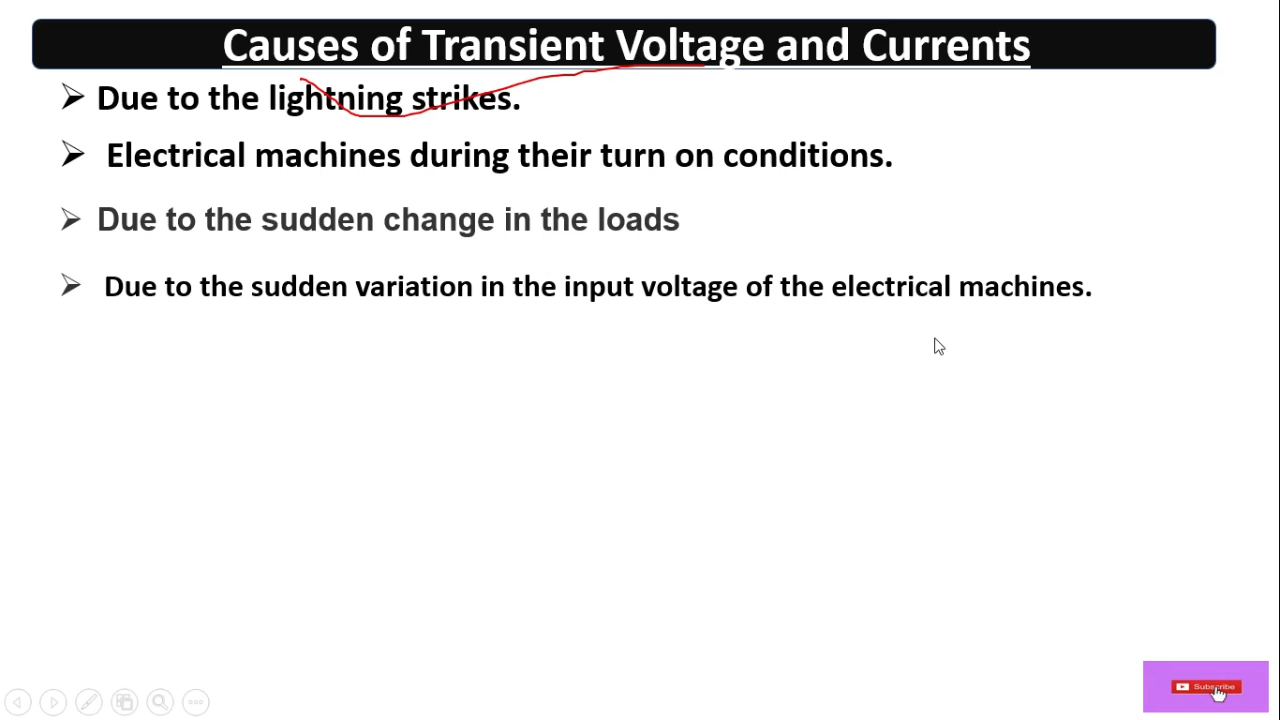 Causes of Transient Voltage and Currents
Due to the lightning strikes.
Electrical machines during their turn on conditions.
Due to the sudden change in the loads
Due to the sudden variation in the input voltage of the electrical machines.
Subscribe